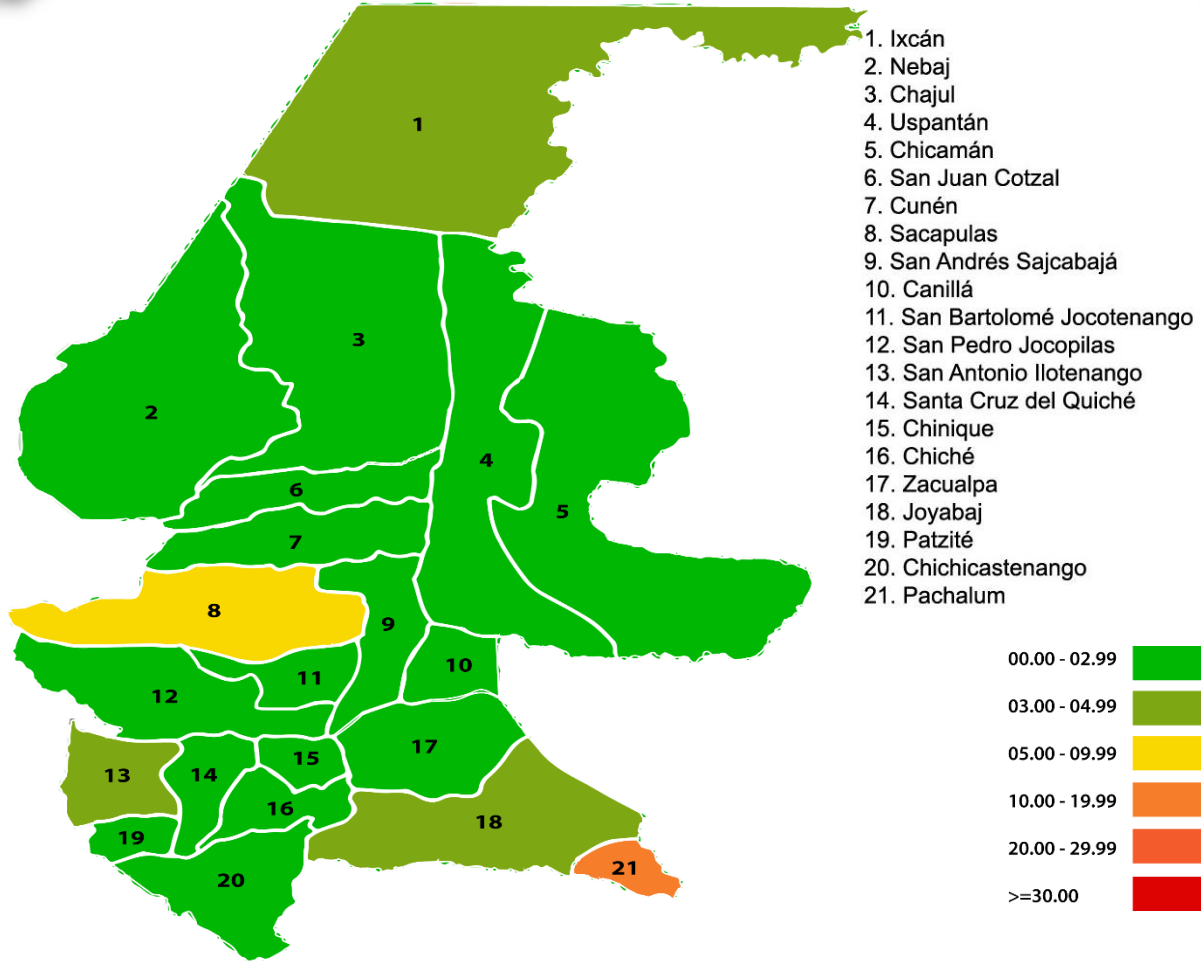 1
2
3
4
5
6
7
8
9
10
11
12
13
14
15
16
17
18
19
20
21
1. Ixcán
2. Nebaj
3. Chajul
4. Uspantán
5. Chicamán
6. San Juan Cotzal
7. Cunén
8. Sacapulas
9. San Andrés Sajcabajá
10. Canillá
11. San Bartolomé Jocotenango
12. San Pedro Jocopilas
13. San Antonio Ilotenango
14. Santa Cruz del Quiché
15. Chinique
16. Chiché
17. Zacualpa
18. Joyabaj
19. Patzité
20. Chichicastenango
21. Pachalum
00.00 - 02.99
03.00 - 04.99
05.00 - 09.99
10.00 - 19.99
20.00 - 29.99
>=30.00